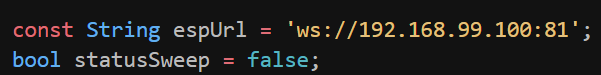 const String espUrl = 'ws://192.168.99.100:81';
bool statusSweep = false;